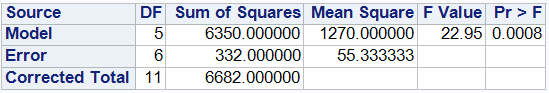 Source DF Sum of Squares Mean Square F Value Pr > F
Model 5 6350.000000 1270.000000 22.95 0.0008
Error 6 332.000000 55.333333
Corrected Total 11 6682.000000